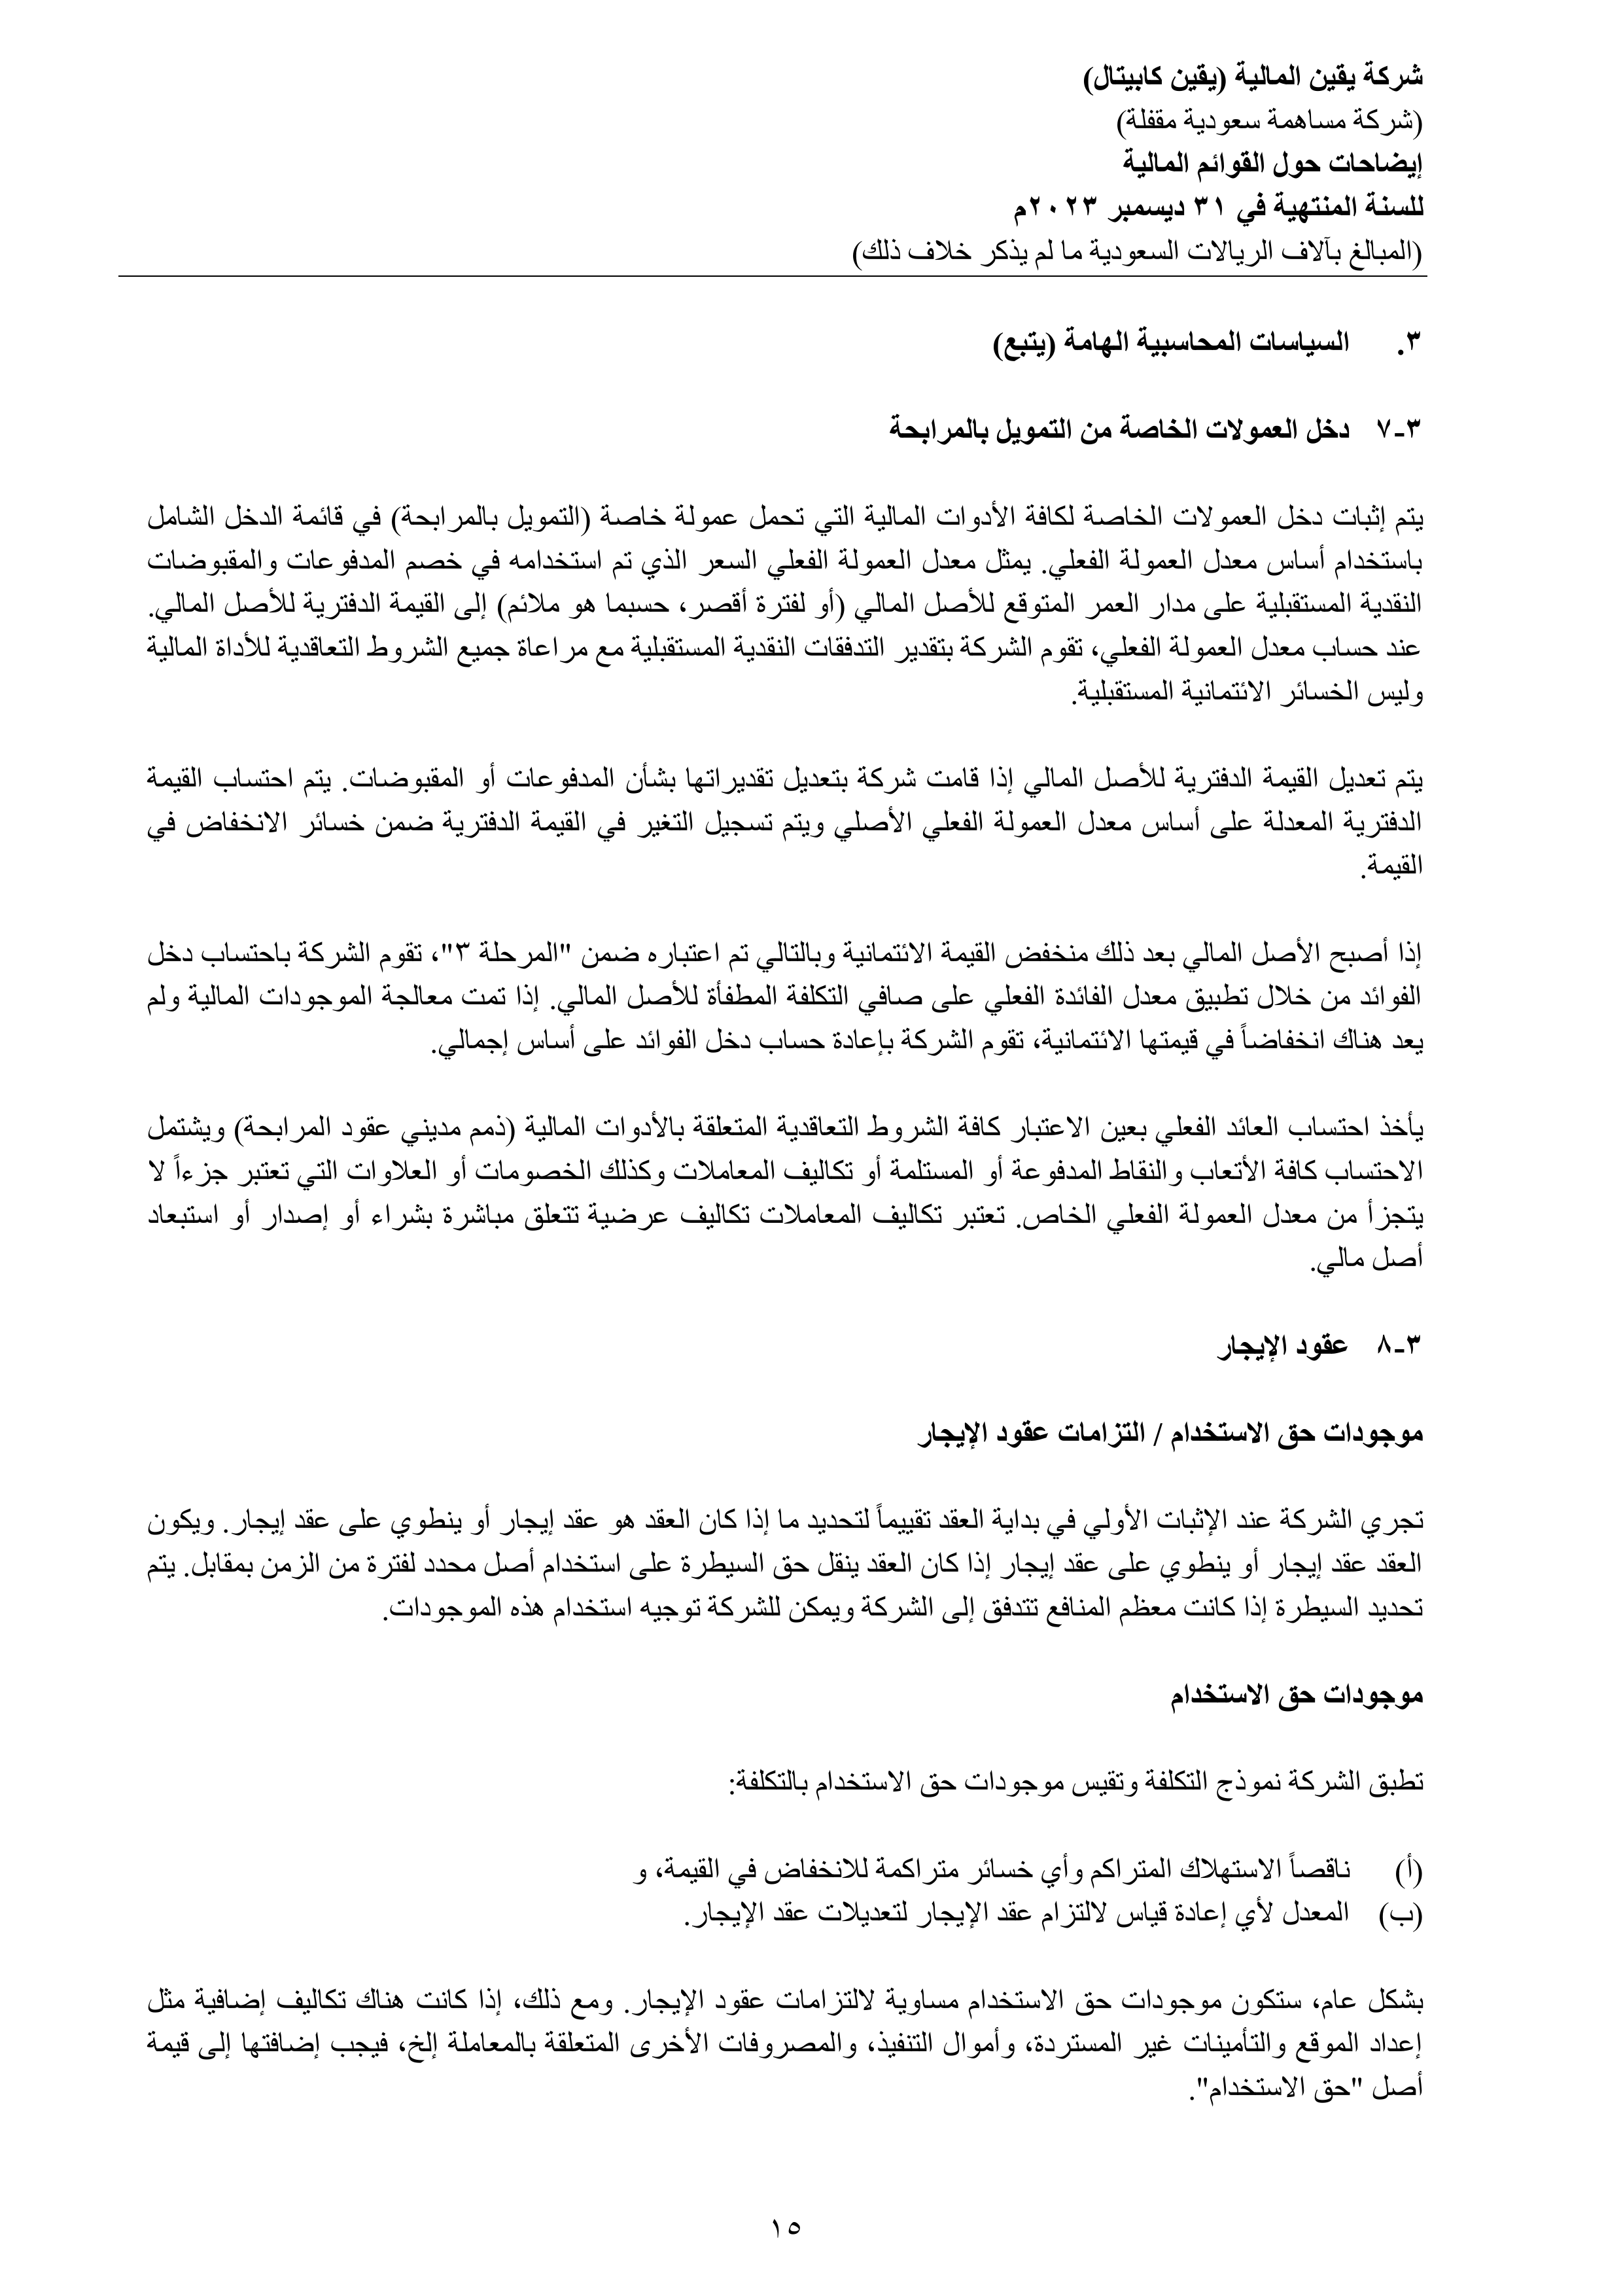 شركة يقين المالية (يقين كابيتال)
(شركة مساهمة سعودية مقفلة)
إيضاحات حول القوائم المالية
للسنة المنتهية في ٣١ ديسمبر ٢٠٢٣م
(المبالغ بآلاف الريالات السعودية ما لم يذكر خلاف ذلك)
٣. السياسات المحاسبية الهامة (يتبع)
٣-٧ دخل العمولات الخاصة من التمويل بالمرابحة
يتم إثبات دخل العمولات الخاصة لكافة الأدوات المالية التي تحمل عمولة خاصة (التمويل بالمرابحة) في قائمة الدخل الشامل
باستخدام أساس معدل العمولة الفعلي. يمثل معدل العمولة الفعلي السعر الذي تم استخدامه في خصم المدفوعات والمقبوضات
النقدية المستقبلية على مدار العمر المتوقع للأصل المالي (أو لفترة أقصر، حسبما هو ملائم) إلى القيمة الدفترية للأصل المالي.
عند حساب معدل العمولة الفعلي، تقوم الشركة بتقدير التدفقات النقدية المستقبلية مع مراعاة جميع الشروط التعاقدية للأداة المالية
وليس الخسائر الائتمانية المستقبلية.
يتم تعديل القيمة الدفترية للأصل المالي إذا قامت شركة بتعديل تقديراتها بشأن المدفوعات أو المقبوضات. يتم احتساب القيمة
الدفترية المعدلة على أساس معدل العمولة الفعلي الأصلي ويتم تسجيل التغير في القيمة الدفترية ضمن خسائر الانخفاض في
القيمة.
إذا أصبح الأصل المالي بعد ذلك منخفض القيمة الائتمانية وبالتالي تم اعتباره ضمن "المرحلة ٣"، تقوم الشركة باحتساب دخل
الفوائد من خلال تطبيق معدل الفائدة الفعلي على صافي التكلفة المطفأة للأصل المالي. إذا تمت معالجة الموجودات المالية ولم
يعد هناك انخفاضاً في قيمتها الائتمانية، تقوم الشركة بإعادة حساب دخل الفوائد على أساس إجمالي.
يأخذ احتساب العائد الفعلي بعين الاعتبار كافة الشروط التعاقدية المتعلقة بالأدوات المالية (ذمم مديني عقود المرابحة) ويشتمل
الاحتساب كافة الأتعاب والنقاط المدفوعة أو المستلمة أو تكاليف المعاملات وكذلك الخصومات أو العلاوات التي تعتبر جزءاً لا
يتجزأ من معدل العمولة الفعلي الخاص. تعتبر تكاليف المعاملات تكاليف عرضية تتعلق مباشرة بشراء أو إصدار أو استبعاد
أصل مالي.
٣-٨ عقود الإيجار
موجودات حق الاستخدام / التزامات عقود الإيجار
تجري الشركة عند الإثبات الأولي في بداية العقد تقييماً لتحديد ما إذا كان العقد هو عقد إيجار أو ينطوي على عقد إيجار. ويكون
العقد عقد إيجار أو ينطوي على عقد إيجار إذا كان العقد ينقل حق السيطرة على استخدام أصل محدد لفترة من الزمن بمقابل. يتم
تحديد السيطرة إذا كانت معظم المنافع تتدفق إلى الشركة ويمكن للشركة توجيه استخدام هذه الموجودات.
موجودات حق الاستخدام
تطبق الشركة نموذج التكلفة وتقيس موجودات حق الاستخدام بالتكلفة:
(أ) ناقصاً الاستهلاك المتراكم وأي خسائر متراكمة للانخفاض في القيمة، و
(ب) المعدل لأي إعادة قياس لالتزام عقد الإيجار لتعديلات عقد الإيجار.
بشكل عام، ستكون موجودات حق الاستخدام مساوية لالتزامات عقود الإيجار. ومع ذلك، إذا كانت هناك تكاليف إضافية مثل
إعداد الموقع والتأمينات غير المستردة، وأموال التنفيذ، والمصروفات الأخرى المتعلقة بالمعاملة إلخ، فيجب إضافتها إلى قيمة
أصل "حق الاستخدام".
١٥